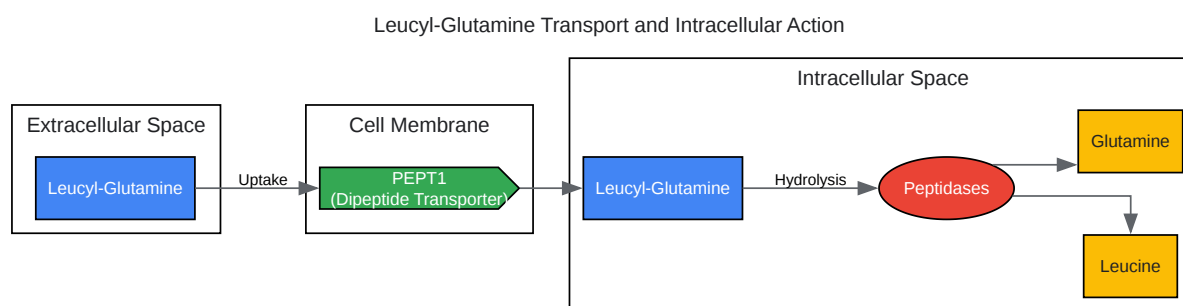 Leucyl-Glutamine Transport and Intracellular Action
Extracellular Space
Leucyl-Glutamine
Uptake
Cell Membrane
PEPT1
(Dipeptide Transporter)
Intracellular Space
Leucyl-Glutamine
Hydrolysis
Peptidases
Glutamine
Leucine